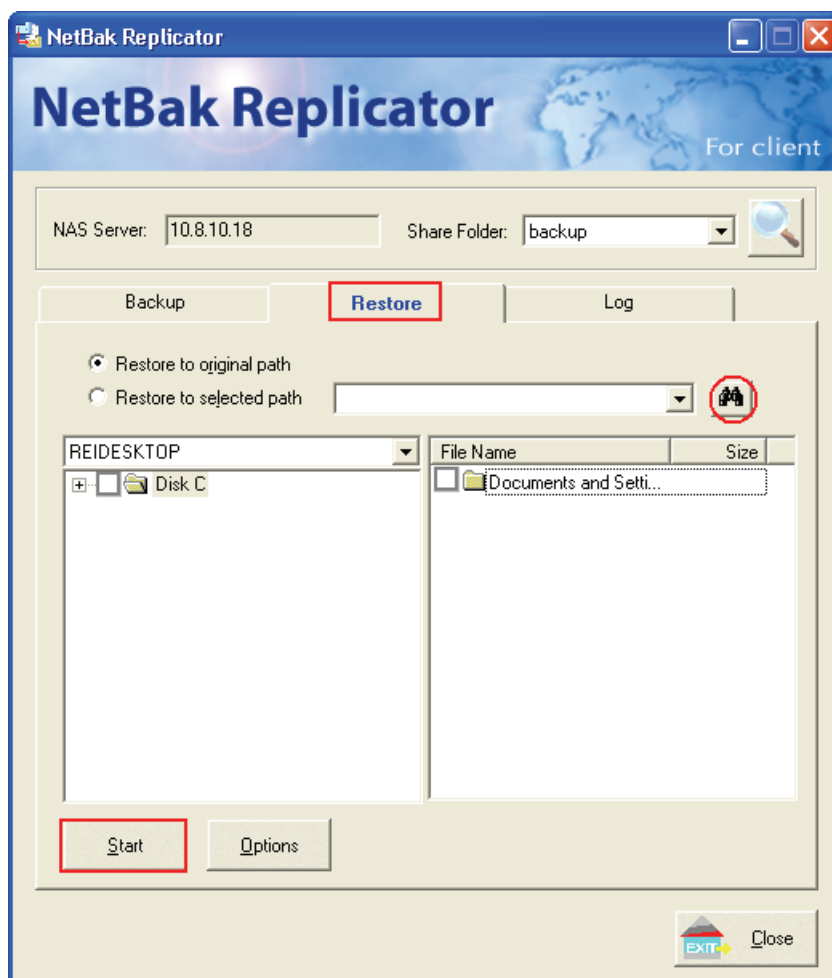 NetBak Replicator
NetBak Replicator
For client
NAS Server: 10.8.10.18 Share Folder: backup
Backup Restore Log
Restore to original path
Restore to selected path
REIDESKTOP File Name Size
Disk C Documents and Setti...
Start Options
EXIT Close